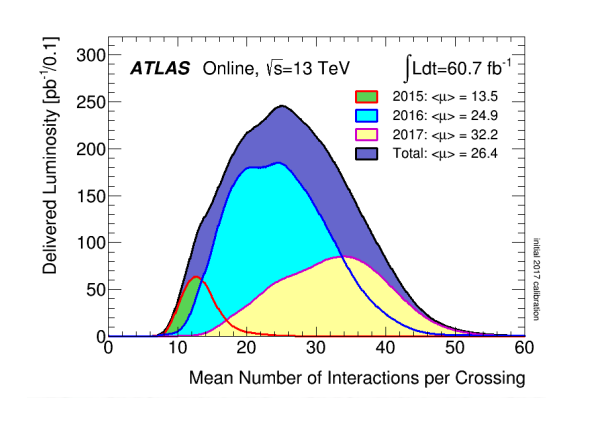 ATLAS Online, √s=13 TeV ∫Ldt=60.7 fb⁻¹
2015: <μ> = 13.5
2016: <μ> = 24.9
2017: <μ> = 32.2
Total: <μ> = 26.4
Delivered Luminosity [pb⁻¹/0.1]
300
250
200
150
100
50
0
0 10 20 30 40 50 60
Mean Number of Interactions per Crossing
initial 2017 calibration